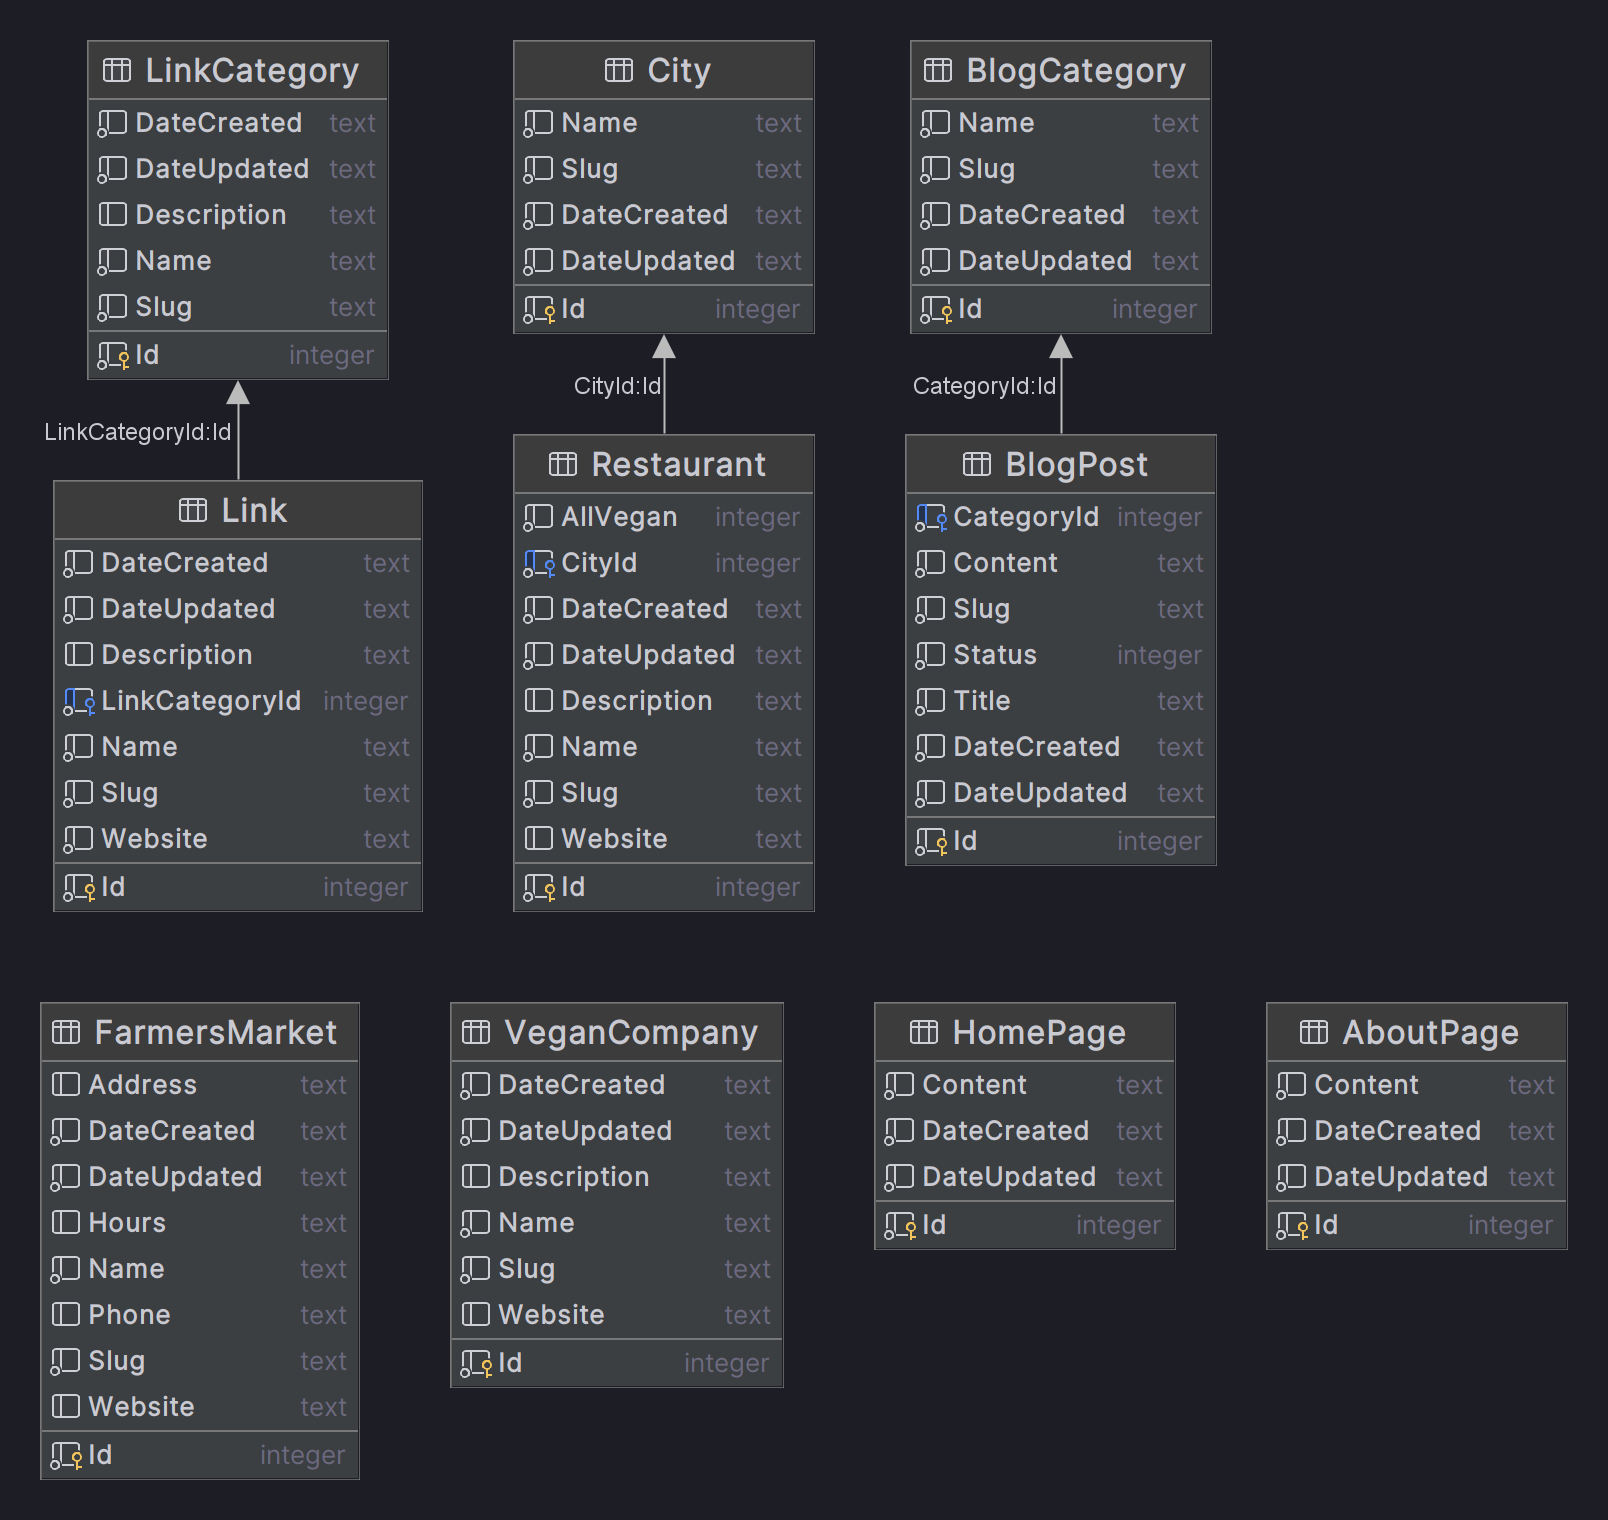 LinkCategory
DateCreated text
DateUpdated text
Description text
Name text
Slug text
Id integer
City
Name text
Slug text
DateCreated text
DateUpdated text
Id integer
BlogCategory
Name text
Slug text
DateCreated text
DateUpdated text
Id integer
LinkCategoryId:Id
CityId:Id
CategoryId:Id
Link
DateCreated text
DateUpdated text
Description text
LinkCategoryId integer
Name text
Slug text
Website text
Id integer
Restaurant
AllVegan integer
CityId integer
DateCreated text
DateUpdated text
Description text
Name text
Slug text
Website text
Id integer
BlogPost
CategoryId integer
Content text
Slug text
Status integer
Title text
DateCreated text
DateUpdated text
Id integer
FarmersMarket
Address text
DateCreated text
DateUpdated text
Hours text
Name text
Phone text
Slug text
Website text
Id integer
VeganCompany
DateCreated text
DateUpdated text
Description text
Name text
Slug text
Website text
Id integer
HomePage
Content text
DateCreated text
DateUpdated text
Id integer
AboutPage
Content text
DateCreated text
DateUpdated text
Id integer